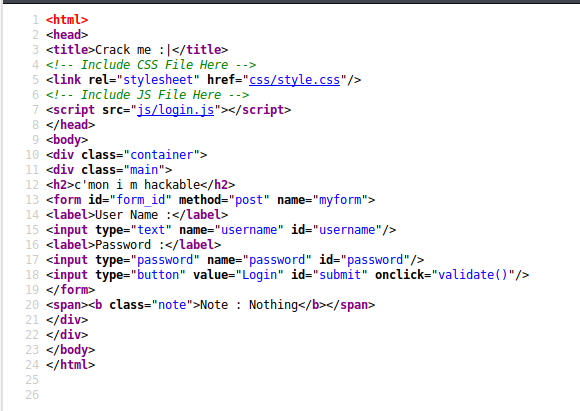 1 <html>
2 <head>
3 <title>Crack me :|</title>
4 <!-- Include CSS File Here -->
5 <link rel="stylesheet" href="css/style.css"/>
6 <!-- Include JS File Here -->
7 <script src="js/login.js"></script>
8 </head>
9 <body>
10 <div class="container">
11 <div class="main">
12 <h2>c'mon i m hackable</h2>
13 <form id="form_id" method="post" name="myform">
14 <label>User Name :</label>
15 <input type="text" name="username" id="username"/>
16 <label>Password :</label>
17 <input type="password" name="password" id="password"/>
18 <input type="button" value="Login" id="submit" onclick="validate()"/>
19 </form>
20 <span><b class="note">Note : Nothing</b></span>
21 </div>
22 </div>
23 </body>
24 </html>
25
26